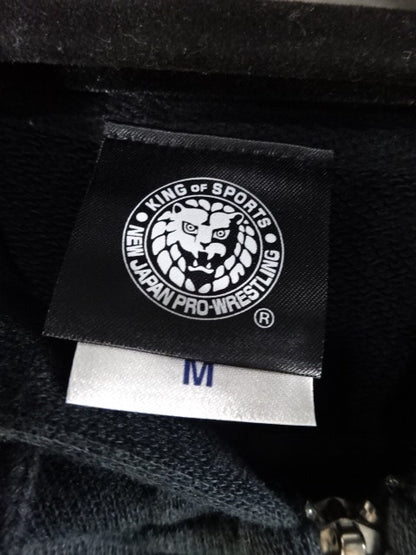 KING OF SPORTS
NEW JAPAN PRO-WRESTLING
®
M